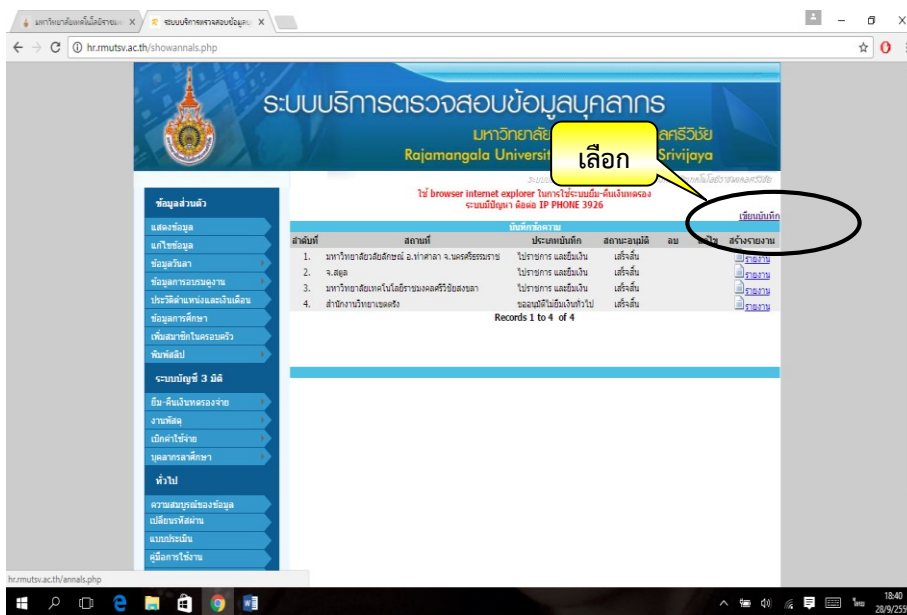 มหาวิทยาลัยเทคโนโลยีราชม X
ระบบบริการตรวจสอบข้อมูลบุ X
hr.rmutsv.ac.th/showannals.php
ระบบบริการตรวจสอบข้อมูลบุคลากร
เลือก
Rajamangala Srivijaya
ใช้ browser internet explorer ในการใช้ระบบยืม-คืนเงินทดรอง
ระบบมีปัญหา ติดต่อ IP PHONE 3926
เขียนบันทึก
บันทึกข้อความ
ลำดับที่ สถานที่ ประเภทบันทึก สถานะอนุมัติ ลบ แก้ไข สร้างรายงาน
1. มหาวิทยาลัยวลัยลักษณ์ อ.ท่าศาลา จ.นครศรีธรรมราช ไปราชการ และยืมเงิน เสร็จสิ้น รายงาน
2. จ.สตูล ไปราชการ และยืมเงิน เสร็จสิ้น รายงาน
3. มหาวิทยาลัยเทคโนโลยีราชมงคลศรีวิชัยสงขลา ไปราชการ และยืมเงิน เสร็จสิ้น รายงาน
4. สำนักงานวิทยาเขตตรัง ขออนุมัติไม่ยืมเงินทั่วไป เสร็จสิ้น รายงาน
Records 1 to 4 of 4
ข้อมูลส่วนตัว
แสดงข้อมูล
แก้ไขข้อมูล
ข้อมูลวันลา
ข้อมูลการอบรมดูงาน
ประวัติตำแหน่งและเงินเดือน
ข้อมูลการศึกษา
เพิ่มสมาชิกในครอบครัว
พิมพ์สลิป
ระบบบัญชี 3 มิติ
ยืม-คืนเงินทดรองจ่าย
งานพัสดุ
เบิกค่าใช้จ่าย
บุคลากรลาศึกษา
ทั่วไป
ความสมบูรณ์ของข้อมูล
เปลี่ยนรหัสผ่าน
แบบประเมิน
คู่มือการใช้งาน
hr.rmutsv.ac.th/annals.php
18:40
28/9/255